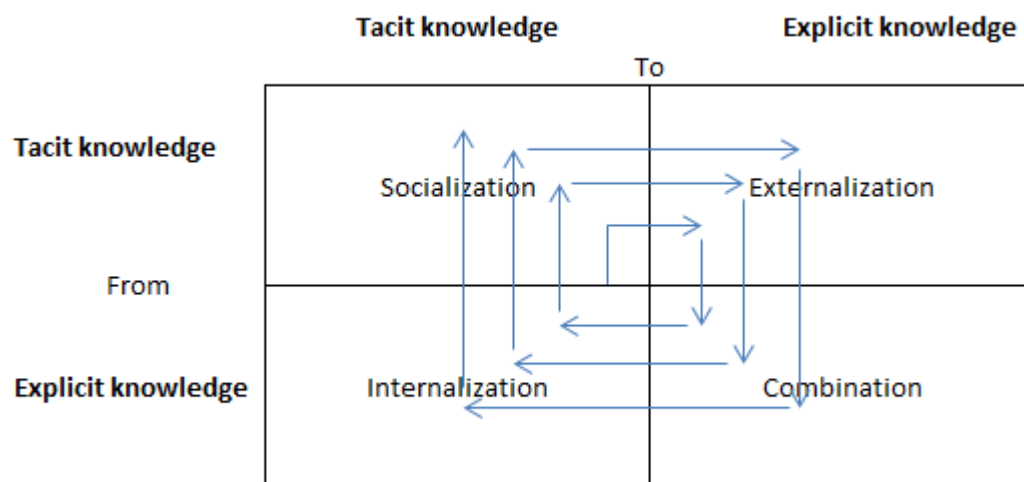 Tacit knowledge Explicit knowledge
To
Tacit knowledge
Socialization Externalization
From
Explicit knowledge Internalization Combination